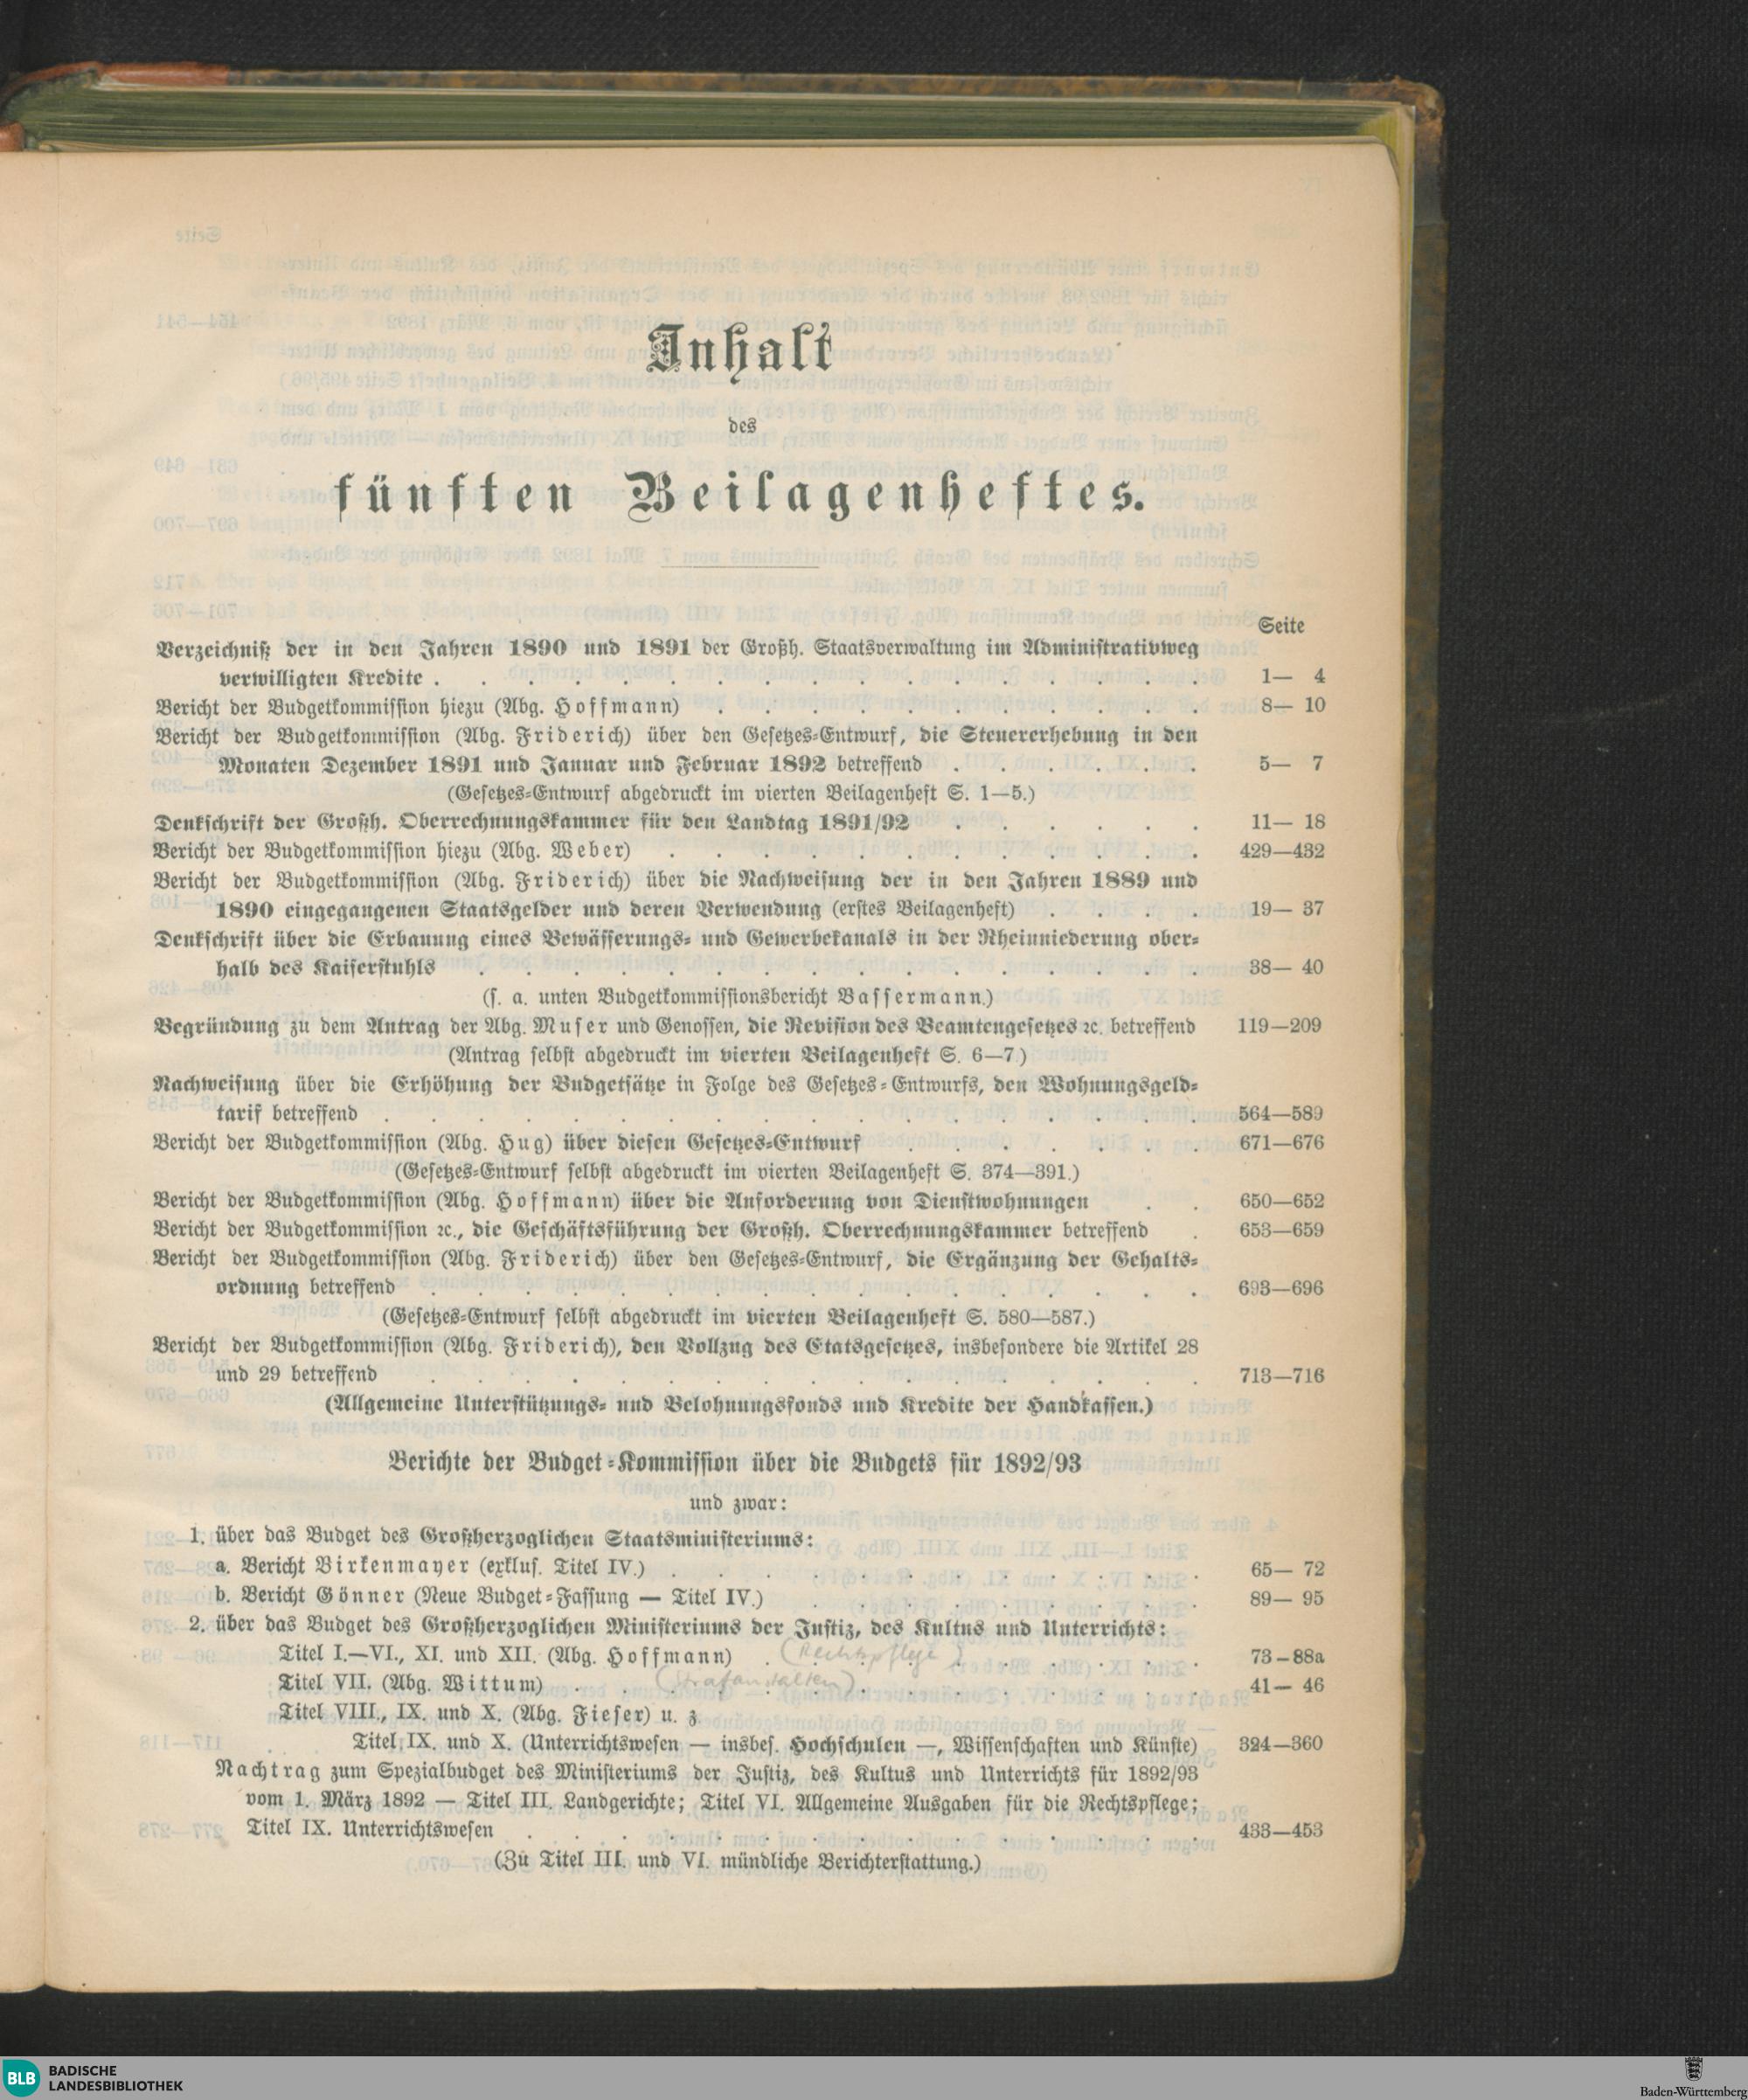 Inhalt
des
fünften Beilagenheftes.
Seite
Verzeichniß der in den Jahren 1890 und 1891 der Großh. Staatsverwaltung im Administrativweg
verwilligten Kredite . . . . . . . . . . . . . . . . . 1— 4
Bericht der Budgetkommission hiezu (Abg. Hoffmann) . . . . . . . . . . . 8— 10
Bericht der Budgetkommission (Abg. Friderich) über den Gesetzes-Entwurf, die Steuererhebung in den
Monaten Dezember 1891 und Januar und Februar 1892 betreffend . . . . . . 5— 7
(Gesetzes-Entwurf abgedruckt im vierten Beilagenheft S. 1—5.)
Denkschrift der Großh. Oberrechnungskammer für den Landtag 1891/92 . . . . . . 11— 18
Bericht der Budgetkommission hiezu (Abg. Weber) . . . . . . . . . . . . 429—432
Bericht der Budgetkommission (Abg. Friderich) über die Nachweisung der in den Jahren 1889 und
1890 eingegangenen Staatsgelder und deren Verwendung (erstes Beilagenheft) . . . . 19— 37
Denkschrift über die Erbauung eines Bewässerungs- und Gewerbekanals in der Rheinniederung ober-
halb des Kaiserstuhls . . . . . . . . . . . . . . . . 38— 40
(s. a. unten Budgetkommissionsbericht Bassermann.)
Begründung zu dem Antrag der Abg. Muser und Genossen, die Revision des Beamtengesetzes ꝛc. betreffend 119—209
(Antrag selbst abgedruckt im vierten Beilagenheft S. 6—7.)
Nachweisung über die Erhöhung der Budgetsätze in Folge des Gesetzes-Entwurfs, den Wohnungsgeld-
tarif betreffend . . . . . . . . . . . . . . . . . . 564—589
Bericht der Budgetkommission (Abg. Hug) über diesen Gesetzes-Entwurf . . . . . . . 671—676
(Gesetzes-Entwurf selbst abgedruckt im vierten Beilagenheft S. 374—391.)
Bericht der Budgetkommission (Abg. Hoffmann) über die Anforderung von Dienstwohnungen . . 650—652
Bericht der Budgetkommission ꝛc., die Geschäftsführung der Großh. Oberrechnungskammer betreffend . 653—659
Bericht der Budgetkommission (Abg. Friderich) über den Gesetzes-Entwurf, die Ergänzung der Gehalts-
ordnung betreffend . . . . . . . . . . . . . . . . . 693—696
(Gesetzes-Entwurf selbst abgedruckt im vierten Beilagenheft S. 580—587.)
Bericht der Budgetkommission (Abg. Friderich), den Vollzug des Etatsgesetzes, insbesondere die Artikel 28
und 29 betreffend . . . . . . . . . . . . . . . . . 713—716
(Allgemeine Unterstützungs- und Belohnungsfonds und Kredite der Handkassen.)
Berichte der Budget-Kommission über die Budgets für 1892/93
und zwar:
1. über das Budget des Großherzoglichen Staatsministeriums:
a. Bericht Birkenmayer (exklus. Titel IV.) . . . . . . . . . . . . 65— 72
b. Bericht Gönner (Neue Budget-Fassung — Titel IV.) . . . . . . . . . 89— 95
2. über das Budget des Großherzoglichen Ministeriums der Justiz, des Kultus und Unterrichts:
Titel I.—VI., XI. und XII. (Abg. Hoffmann) . (Rechtspflege) . . . . . . 73—88a
Titel VII. (Abg. Wittum) . . (Strafanstalten) . . . . . . . . 41— 46
Titel VIII., IX. und X. (Abg. Fieser) u. z.
Titel IX. und X. (Unterrichtswesen — insbes. Hochschulen —, Wissenschaften und Künste) 324—360
Nachtrag zum Spezialbudget des Ministeriums der Justiz, des Kultus und Unterrichts für 1892/93
vom 1. März 1892 — Titel III. Landgerichte; Titel VI. Allgemeine Ausgaben für die Rechtspflege;
Titel IX. Unterrichtswesen . . . . . . . . . . . . . . . 433—453
(Zu Titel III. und VI. mündliche Berichterstattung.)
BLB BADISCHE
LANDESBIBLIOTHEK
Baden-Württemberg